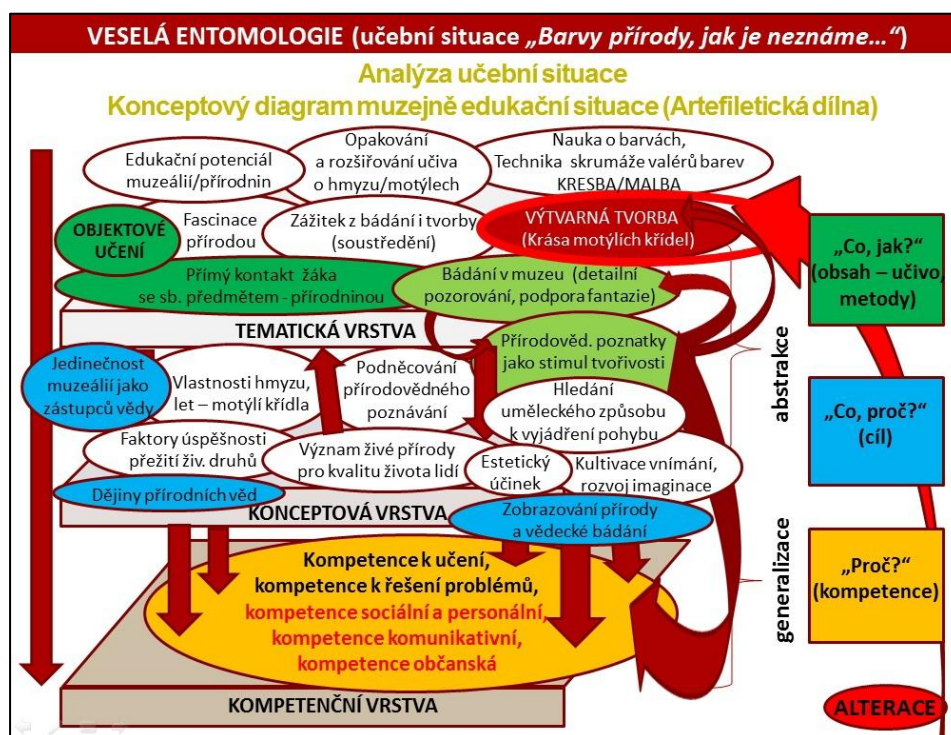 VESELÁ ENTOMOLOGIE (učební situace „Barvy přírody, jak je neznáme…“)
Analýza učební situace
Konceptový diagram muzejně edukační situace (Artefiletická dílna)
Edukační potenciál
muzeálií/přírodnin
Opakování
a rozšiřování učiva
o hmyzu/motýlech
Nauka o barvách,
Technika skrumáže valérů barev
KRESBA/MALBA
OBJEKTOVÉ
UČENÍ
Fascinace
přírodou
Zážitek z bádání i tvorby
(soustředění)
VÝTVARNÁ TVORBA
(Krása motýlích křídel)
Přímý kontakt žáka
se sb. předmětem - přírodninou
Bádání v muzeu (detailní
pozorování, podpora fantazie)
TEMATICKÁ VRSTVA
Přírodověd. poznatky
jako stimul tvořivosti
Jedinečnost
muzeálií jako
zástupců vědy
Vlastnosti hmyzu,
let – motýlí křídla
Podněcování
přírodovědného
poznávání
Hledání
uměleckého způsobu
k vyjádření pohybu
Faktory úspěšnosti
přežití živ. druhů
Význam živé přírody
pro kvalitu života lidí
Estetický
účinek
Kultivace vnímání,
rozvoj imaginace
Dějiny přírodních věd
KONCEPTOVÁ VRSTVA
Zobrazování přírody
a vědecké bádání
Kompetence k učení,
kompetence k řešení problémů,
kompetence sociální a personální,
kompetence komunikativní,
kompetence občanská
KOMPETENČNÍ VRSTVA
abstrakce
generalizace
„Co, jak?“
(obsah – učivo,
metody)
„Co, proč?“
(cíl)
„Proč?“
(kompetence)
ALTERACE